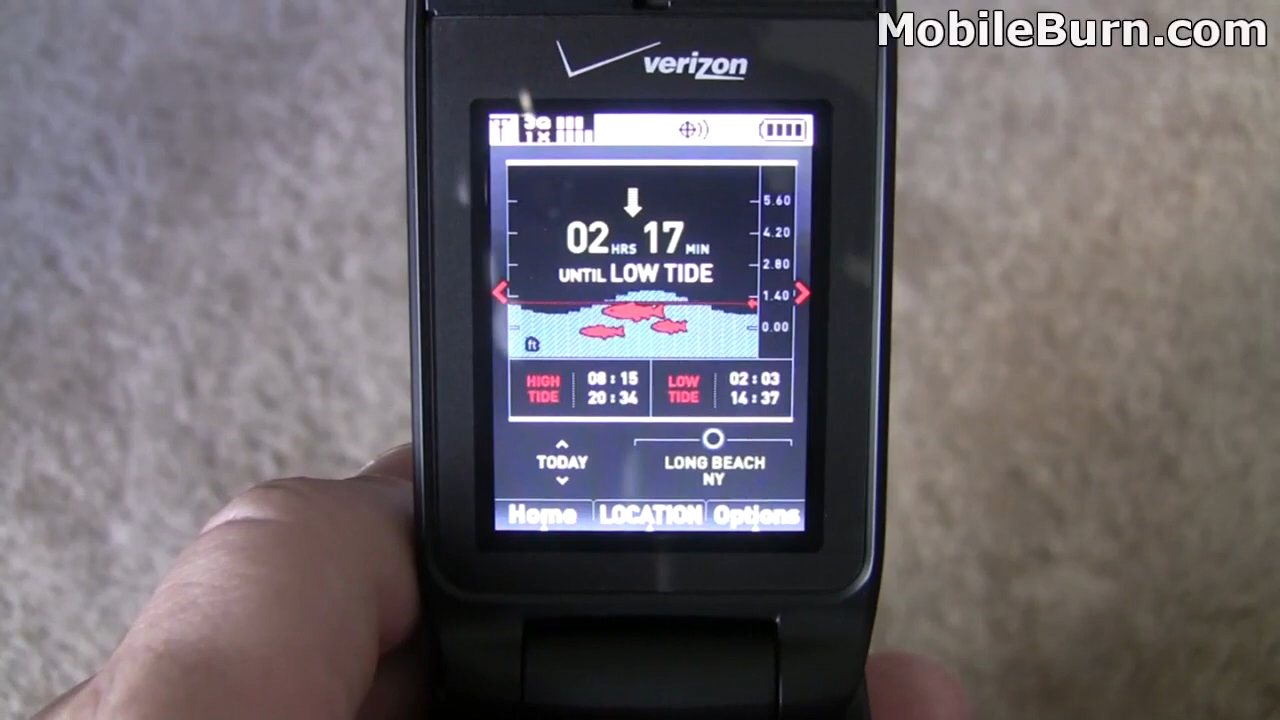 MobileBurn.com
verizon
3G
1X
5.60
02 HRS 17 MIN
4.20
UNTIL LOW TIDE
2.80
1.40
0.00
ft
HIGH TIDE
08:15
20:34
LOW TIDE
02:03
14:37
TODAY
LONG BEACH
NY
Home LOCATION Options